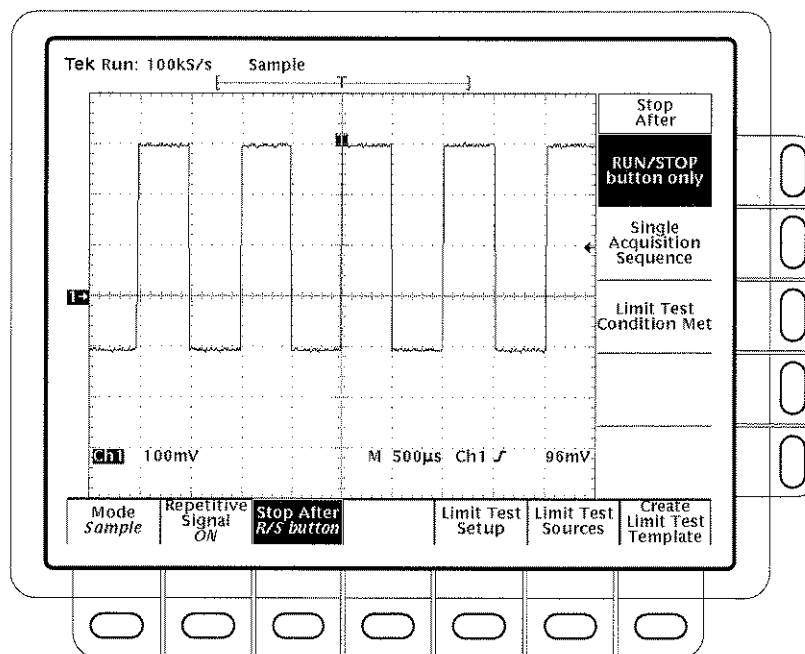 Tek Run: 100kS/s Sample
[ T ]
T
1→
Ch1 100mV M 500µs Ch1 ƒ 96mV
Stop
After
RUN/STOP
button only
Single
Acquisition
Sequence
Limit Test
Condition Met
Mode
Sample
Repetitive
Signal
ON
Stop After
R/S button
Limit Test
Setup
Limit Test
Sources
Create
Limit Test
Template